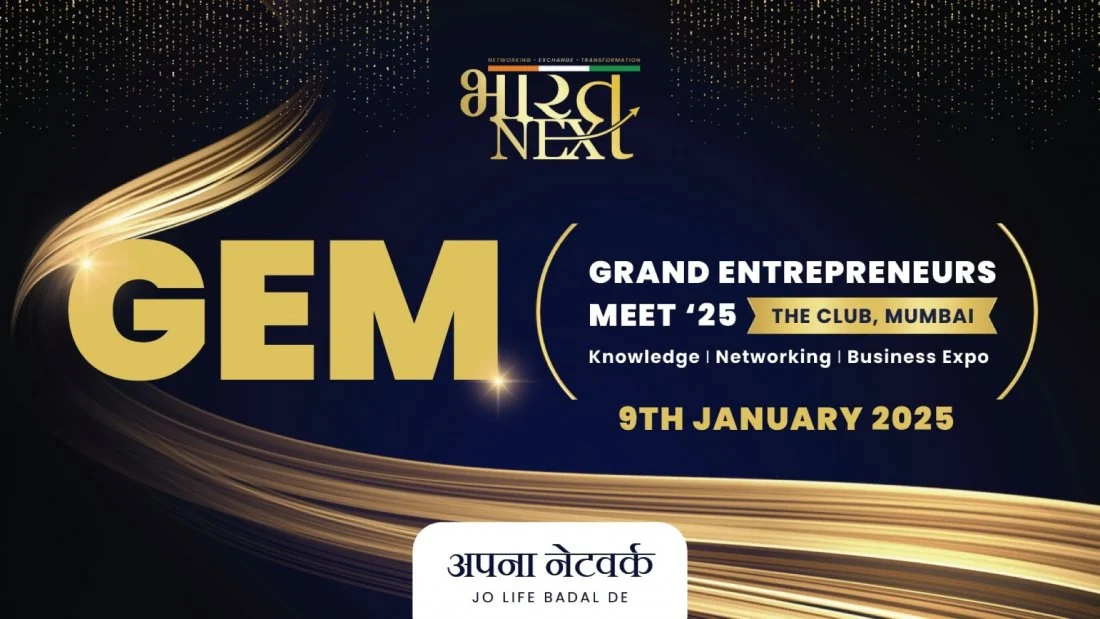 NETWORKING - EXCHANGE - TRANSFORMATION
भारत
NEXT
GEM
GRAND ENTREPRENEURS
MEET ‘25 THE CLUB, MUMBAI
Knowledge | Networking | Business Expo
9TH JANUARY 2025
अपना नेटवर्क
JO LIFE BADAL DE